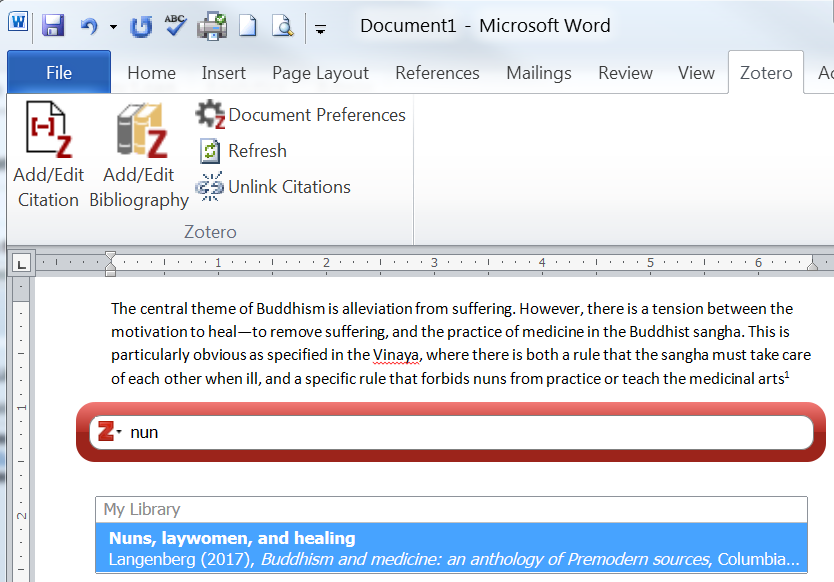 W ABC Document1 - Microsoft Word
File Home Insert Page Layout References Mailings Review View Zotero Ac
Z Document Preferences
Refresh
Unlink Citations
Add/Edit Add/Edit
Citation Bibliography
Zotero
L 1 2 3 4 5 6
The central theme of Buddhism is alleviation from suffering. However, there is a tension between the
motivation to heal—to remove suffering, and the practice of medicine in the Buddhist sangha. This is
particularly obvious as specified in the Vinaya, where there is both a rule that the sangha must take care
of each other when ill, and a specific rule that forbids nuns from practice or teach the medicinal arts¹
1
Z nun
My Library
2
Nuns, laywomen, and healing
Langenberg (2017), Buddhism and medicine: an anthology of Premodern sources, Columbia...